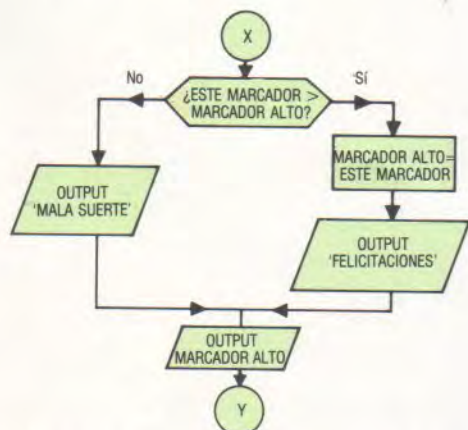 X
No
¿ESTE MARCADOR >
MARCADOR ALTO?
Sí
MARCADOR ALTO=
ESTE MARCADOR
OUTPUT
'MALA SUERTE'
OUTPUT
'FELICITACIONES'
OUTPUT
MARCADOR ALTO
Y